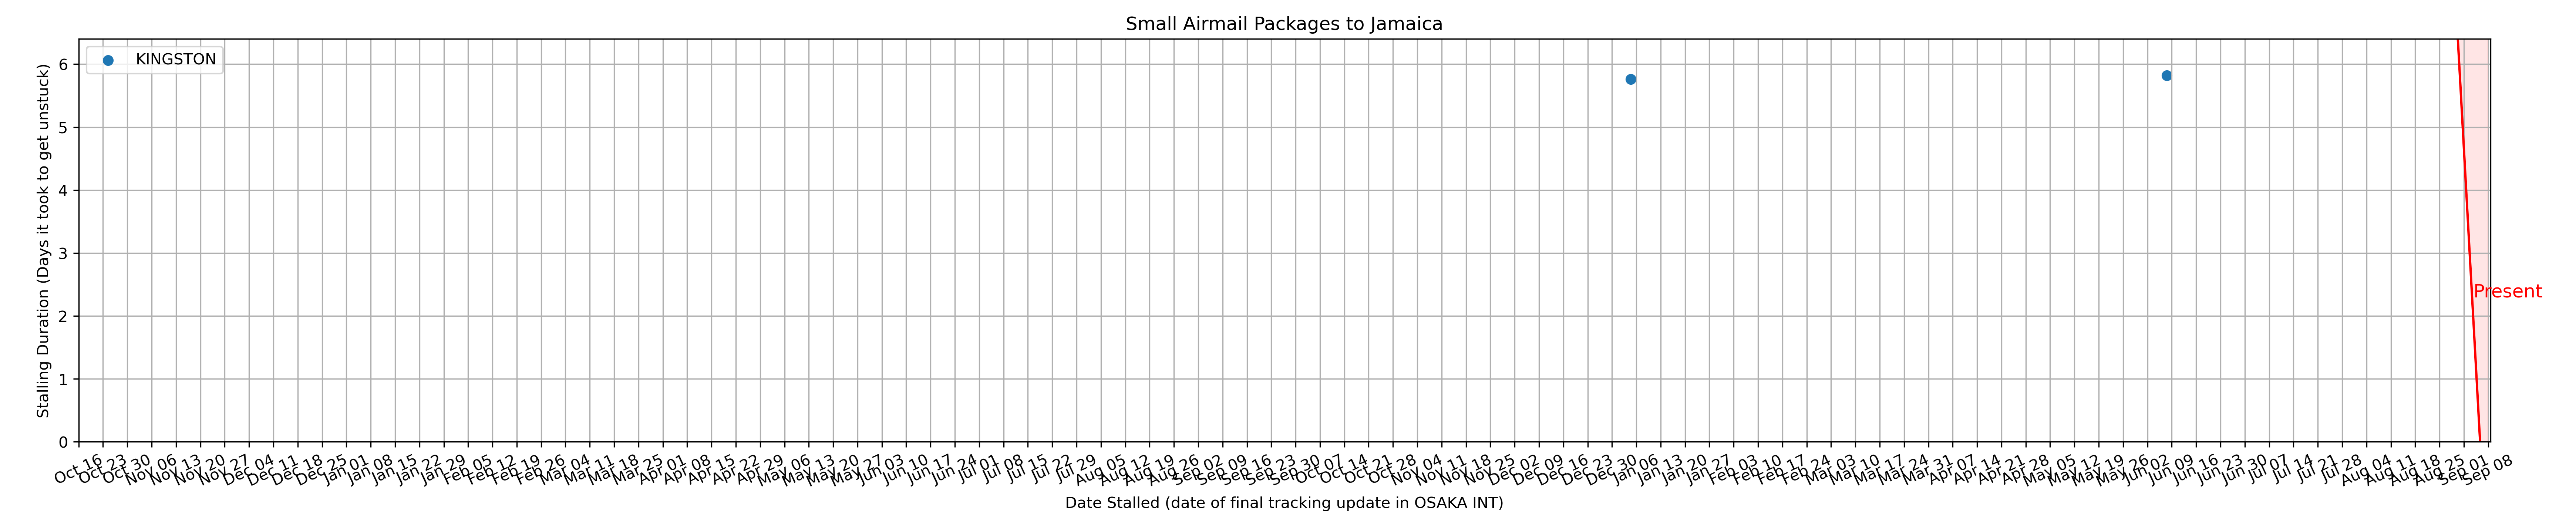 Small Airmail Packages to Jamaica
KINGSTON
Stalling Duration (Days it took to get unstuck)
6
5
4
3
2
1
0
Present
Oct 16
Oct 23
Oct 30
Nov 06
Nov 13
Nov 20
Nov 27
Dec 04
Dec 11
Dec 18
Dec 25
Jan 01
Jan 08
Jan 15
Jan 22
Jan 29
Feb 05
Feb 12
Feb 19
Feb 26
Mar 04
Mar 11
Mar 18
Mar 25
Apr 01
Apr 08
Apr 15
Apr 22
Apr 29
May 06
May 13
May 20
May 27
Jun 03
Jun 10
Jun 17
Jun 24
Jul 01
Jul 08
Jul 15
Jul 22
Jul 29
Aug 05
Aug 12
Aug 19
Aug 26
Sep 02
Sep 09
Sep 16
Sep 23
Sep 30
Oct 07
Oct 14
Oct 21
Oct 28
Nov 04
Nov 11
Nov 18
Nov 25
Dec 02
Dec 09
Dec 16
Dec 23
Dec 30
Jan 06
Jan 13
Jan 20
Jan 27
Feb 03
Feb 10
Feb 17
Feb 24
Mar 03
Mar 10
Mar 17
Mar 24
Mar 31
Apr 07
Apr 14
Apr 21
Apr 28
May 05
May 12
May 19
May 26
Jun 02
Jun 09
Jun 16
Jun 23
Jun 30
Jul 07
Jul 14
Jul 21
Jul 28
Aug 04
Aug 11
Aug 18
Aug 25
Sep 01
Sep 08
Date Stalled (date of final tracking update in OSAKA INT)